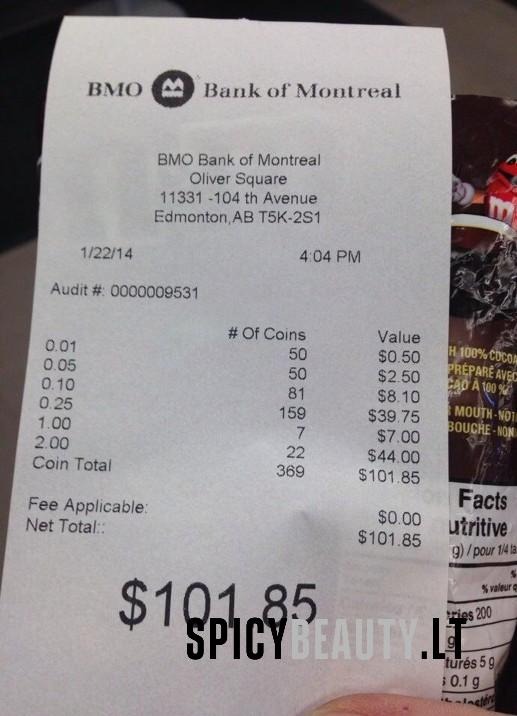 BMO Bank of Montreal
BMO Bank of Montreal
Oliver Square
11331 -104 th Avenue
Edmonton,AB T5K-2S1
1/22/14 4:04 PM
Audit #: 0000009531
# Of Coins Value
0.01 50 $0.50
0.05 50 $2.50
0.10 81 $8.10
0.25 159 $39.75
1.00 7 $7.00
2.00 22 $44.00
Coin Total 369 $101.85
Fee Applicable: $0.00
Net Total:: $101.85
$101.85
SPICYBEAUTY.LT
m
H 100% COCOA
PRÉPARÉ AVEC
CAO À 100 %
MOUTH - NOT
BOUCHE - NON
Facts
utritive
g) / pour 1/4 ta
%
% valeur q
ories 200
g
turés 5 g
s 0.1 g